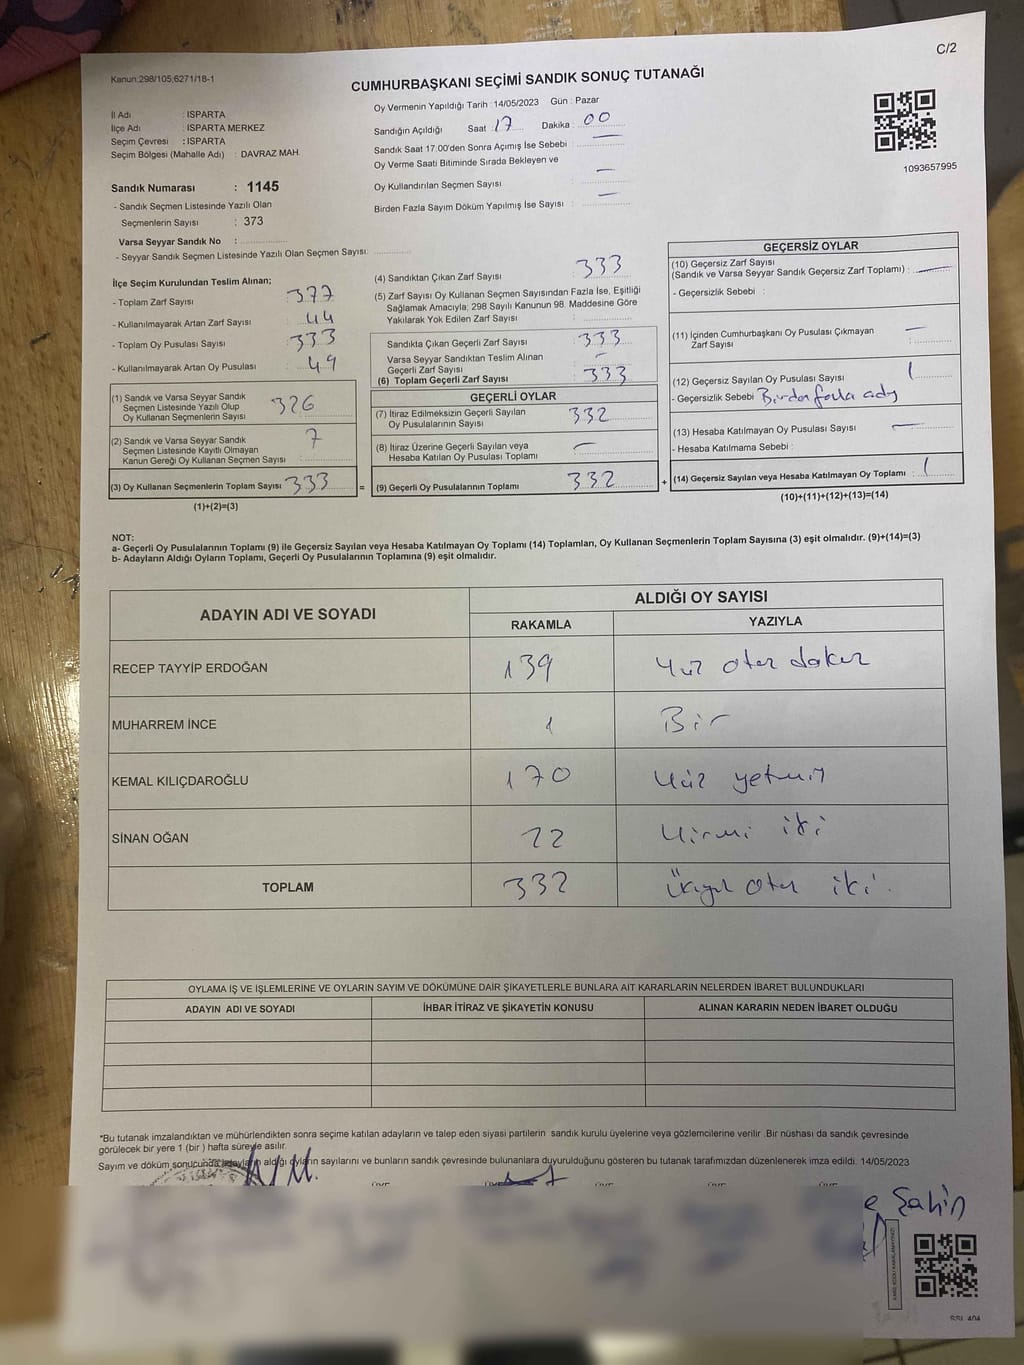 C/2
Kanun:298/105;6271/18-1
CUMHURBAŞKANI SEÇİMİ SANDIK SONUÇ TUTANAĞI
İl Adı : ISPARTA
İlçe Adı : ISPARTA MERKEZ
Seçim Çevresi : ISPARTA
Seçim Bölgesi (Mahalle Adı) : DAVRAZ MAH.
Sandık Numarası : 1145
- Sandık Seçmen Listesinde Yazılı Olan
Seçmenlerin Sayısı : 373
Varsa Seyyar Sandık No :
- Seyyar Sandık Seçmen Listesinde Yazılı Olan Seçmen Sayısı:
Oy Vermenin Yapıldığı Tarih : 14/05/2023 Gün : Pazar
Sandığın Açıldığı Saat : 17 Dakika : 00
Sandık Saat 17.00'den Sonra Açımış İse Sebebi : —
Oy Verme Saati Bitiminde Sırada Bekleyen ve
Oy Kullandırılan Seçmen Sayısı : —
Birden Fazla Sayım Döküm Yapılmış İse Sayısı : —
1093657995
İlçe Seçim Kurulundan Teslim Alınan;
- Toplam Zarf Sayısı : 377
- Kullanılmayarak Artan Zarf Sayısı : 44
- Toplam Oy Pusulası Sayısı : 333
- Kullanılmayarak Artan Oy Pusulası : 49
(1) Sandık ve Varsa Seyyar Sandık
Seçmen Listesinde Yazılı Olup
Oy Kullanan Seçmenlerin Sayısı : 326
(2) Sandık ve Varsa Seyyar Sandık
Seçmen Listesinde Kayıtlı Olmayan
Kanun Gereği Oy Kullanan Seçmen Sayısı : 7
(3) Oy Kullanan Seçmenlerin Toplam Sayısı : 333
(1)+(2)=(3)
=
(4) Sandıktan Çıkan Zarf Sayısı : 333
(5) Zarf Sayısı Oy Kullanan Seçmen Sayısından Fazla İse, Eşitliği
Sağlamak Amacıyla; 298 Sayılı Kanunun 98. Maddesine Göre
Yakılarak Yok Edilen Zarf Sayısı :
Sandıkta Çıkan Geçerli Zarf Sayısı : 333
Varsa Seyyar Sandıktan Teslim Alınan
Geçerli Zarf Sayısı : —
(6) Toplam Geçerli Zarf Sayısı : 333
GEÇERLİ OYLAR
(7) İtiraz Edilmeksizin Geçerli Sayılan
Oy Pusulalarının Sayısı : 332
(8) İtiraz Üzerine Geçerli Sayılan veya
Hesaba Katılan Oy Pusulası Toplamı : —
(9) Geçerli Oy Pusulalarının Toplamı : 332
+
GEÇERSİZ OYLAR
(10) Geçersiz Zarf Sayısı
(Sandık ve Varsa Seyyar Sandık Geçersiz Zarf Toplamı) : —
- Geçersizlik Sebebi :
(11) İçinden Cumhurbaşkanı Oy Pusulası Çıkmayan
Zarf Sayısı : —
(12) Geçersiz Sayılan Oy Pusulası Sayısı : 1
- Geçersizlik Sebebi : Birden fazla aday
(13) Hesaba Katılmayan Oy Pusulası Sayısı : —
- Hesaba Katılmama Sebebi :
(14) Geçersiz Sayılan veya Hesaba Katılmayan Oy Toplamı : 1
(10)+(11)+(12)+(13)=(14)
NOT:
a- Geçerli Oy Pusulalarının Toplamı (9) ile Geçersiz Sayılan veya Hesaba Katılmayan Oy Toplamı (14) Toplamları, Oy Kullanan Seçmenlerin Toplam Sayısına (3) eşit olmalıdır. (9)+(14)=(3)
b- Adayların Aldığı Oyların Toplamı, Geçerli Oy Pusulalarının Toplamına (9) eşit olmalıdır.
ADAYIN ADI VE SOYADI ALDIĞI OY SAYISI
RAKAMLA YAZIYLA
RECEP TAYYİP ERDOĞAN 139 Yüz otuz dokuz
MUHARREM İNCE 1 Bir
KEMAL KILIÇDAROĞLU 170 Yüz yetmiş
SİNAN OĞAN 22 Yirmi iki
TOPLAM 332 Üçyüz otuz iki.
OYLAMA İŞ VE İŞLEMLERİNE VE OYLARIN SAYIM VE DÖKÜMÜNE DAİR ŞİKAYETLERLE BUNLARA AİT KARARLARIN NELERDEN İBARET BULUNDUKLARI
ADAYIN ADI VE SOYADI İHBAR İTİRAZ VE ŞİKAYETİN KONUSU ALINAN KARARIN NEDEN İBARET OLDUĞU
*Bu tutanak imzalandıktan ve mühürlendikten sonra seçime katılan adayların ve talep eden siyasi partilerin sandık kurulu üyelerine veya gözlemcilerine verilir .Bir nüshası da sandık çevresinde
görülecek bir yere 1 (bir ) hafta süreyle asılır.
Sayım ve döküm sonucunda adayların aldığı oyların sayılarını ve bunların sandık çevresinde bulunanlara duyurulduğunu gösteren bu tutanak tarafımızdan düzenlenerek imza edildi. 14/05/2023
Şahin